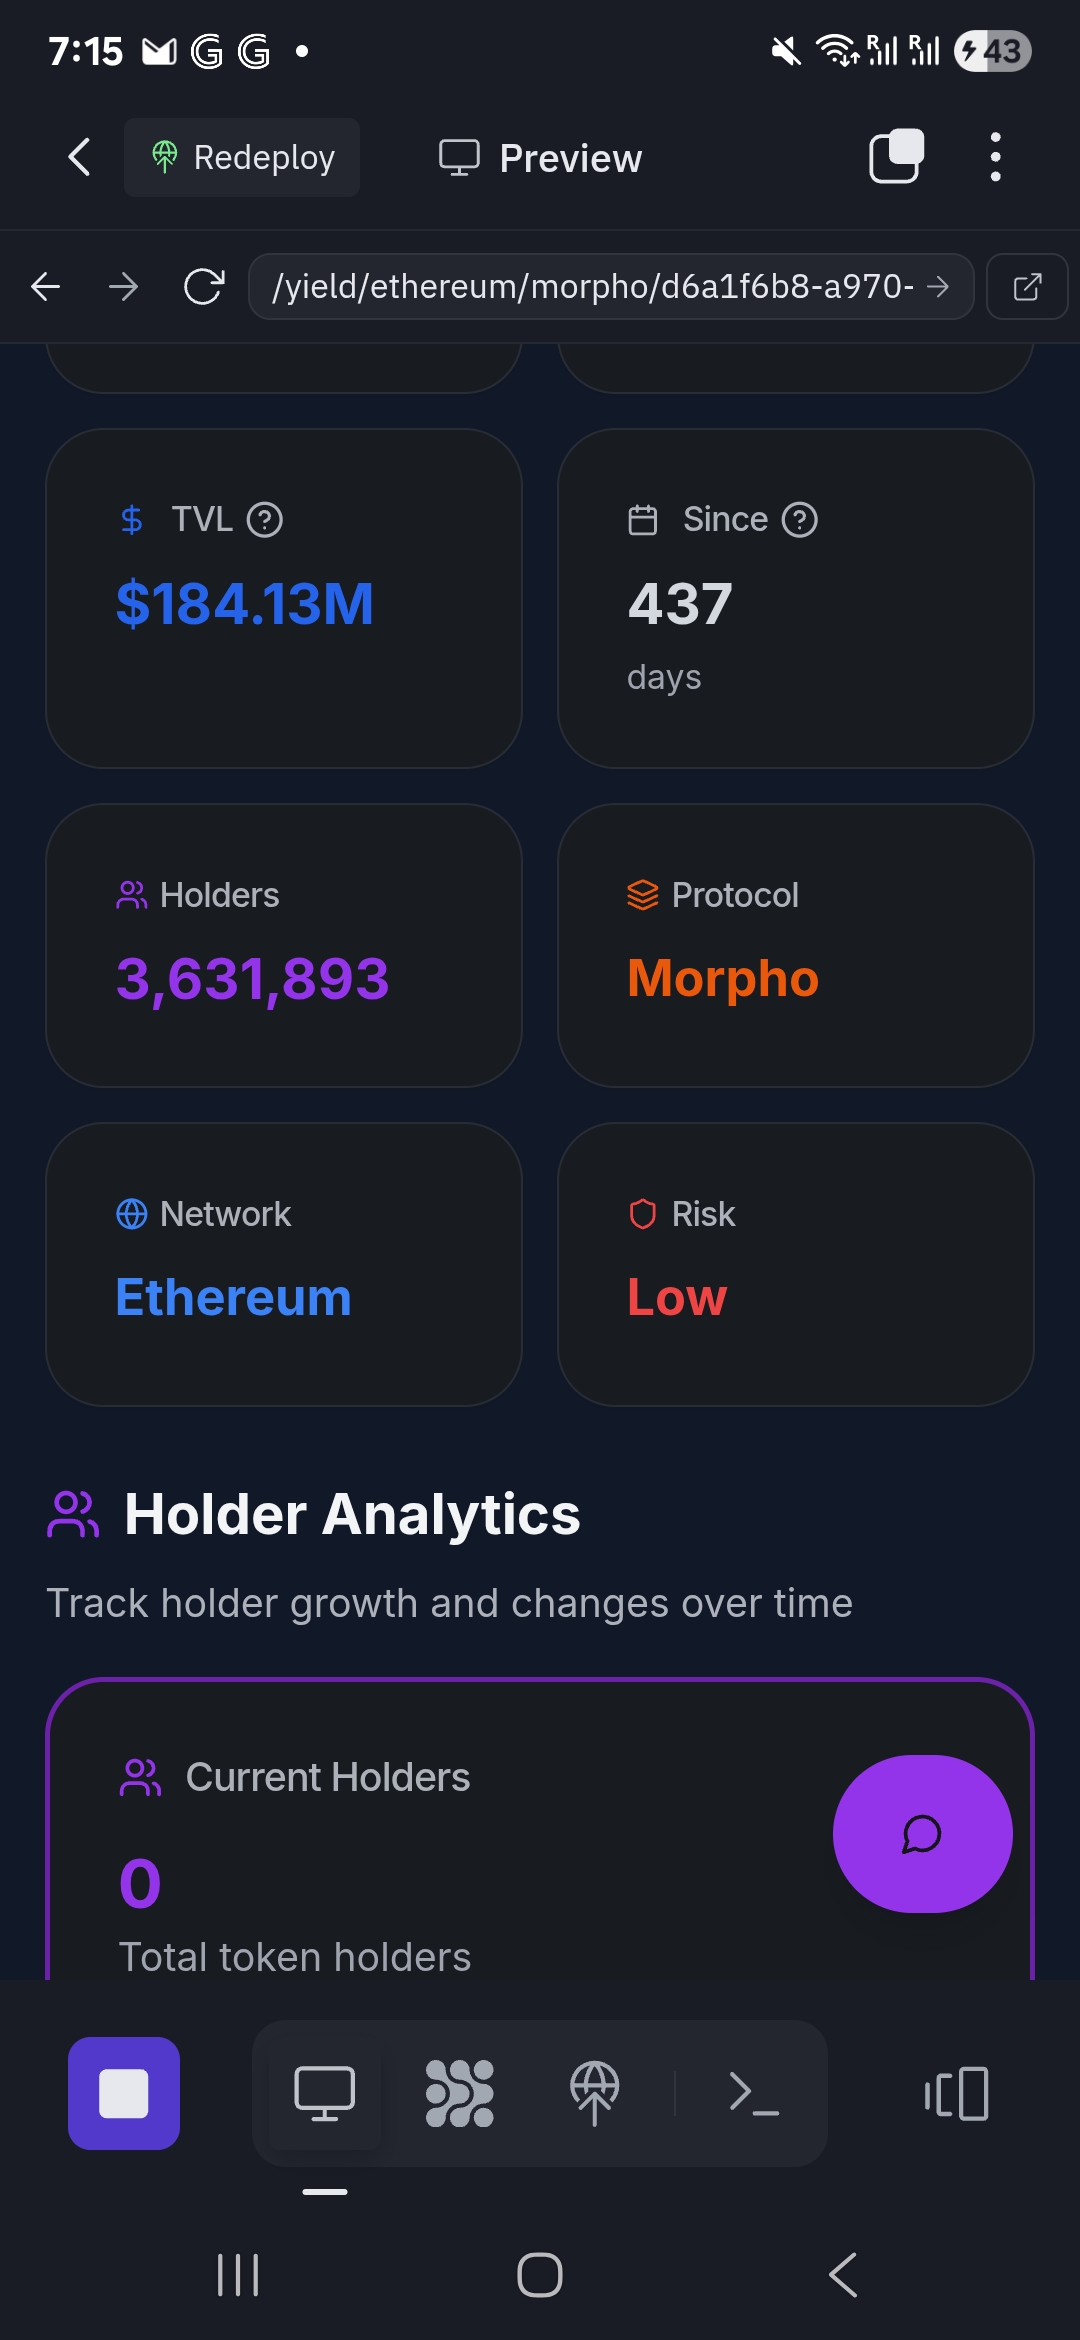 7:15
43
Redeploy
Preview
/yield/ethereum/morpho/d6a1f6b8-a970-
TVL
$184.13M
Since
437
days
Holders
3,631,893
Protocol
Morpho
Network
Ethereum
Risk
Low
Holder Analytics
Track holder growth and changes over time
Current Holders
0
Total token holders